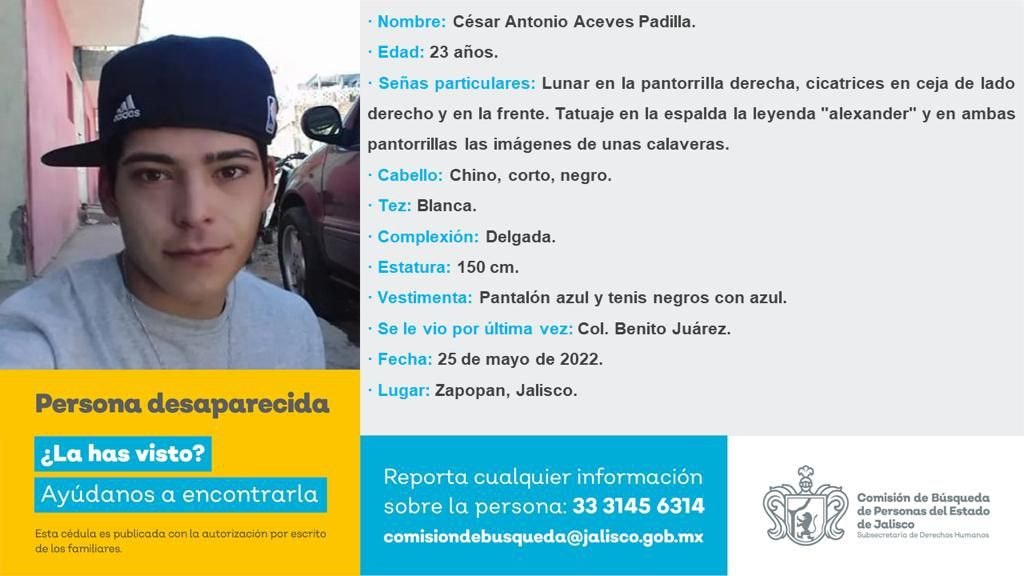 · Nombre: César Antonio Aceves Padilla.
· Edad: 23 años.
· Señas particulares: Lunar en la pantorrilla derecha, cicatrices en ceja de lado
derecho y en la frente. Tatuaje en la espalda la leyenda "alexander" y en ambas
pantorrillas las imágenes de unas calaveras.
· Cabello: Chino, corto, negro.
· Tez: Blanca.
· Complexión: Delgada.
· Estatura: 150 cm.
· Vestimenta: Pantalón azul y tenis negros con azul.
· Se le vio por última vez: Col. Benito Juárez.
· Fecha: 25 de mayo de 2022.
· Lugar: Zapopan, Jalisco.
adidas
Persona desaparecida
¿La has visto?
Ayúdanos a encontrarla
Esta cédula es publicada con la autorización por escrito
de los familiares.
Reporta cualquier información
sobre la persona: 33 3145 6314
comisiondebusqueda@jalisco.gob.mx
Comisión de Búsqueda
de Personas del Estado
de Jalisco
Subsecretaría de Derechos Humanos